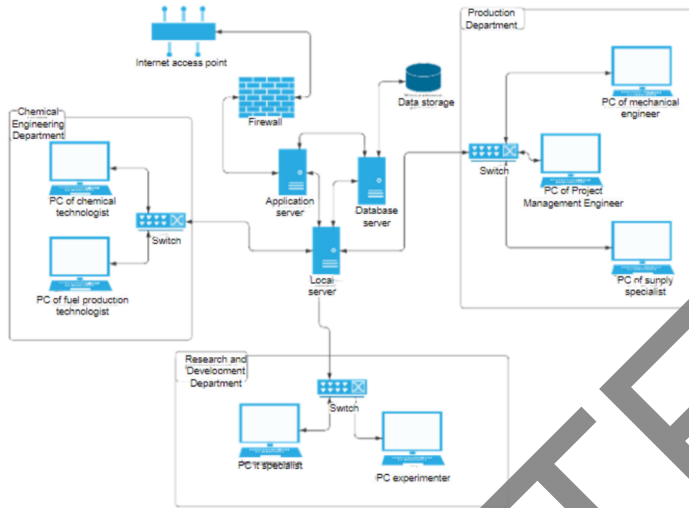 Production
Department
Internet access point
Data storage
PC of mechanical
engineer
Chemical
Engineering
Department
Firewall
Switch
PC of chemical
technologist
Application
server
Database
server
PC of Project
Management Engineer
Switch
PC of fuel production
technologist
Local
server
PC of supply
specialist
Research and
Development
Department
Switch
PC it specialist
PC experimenter